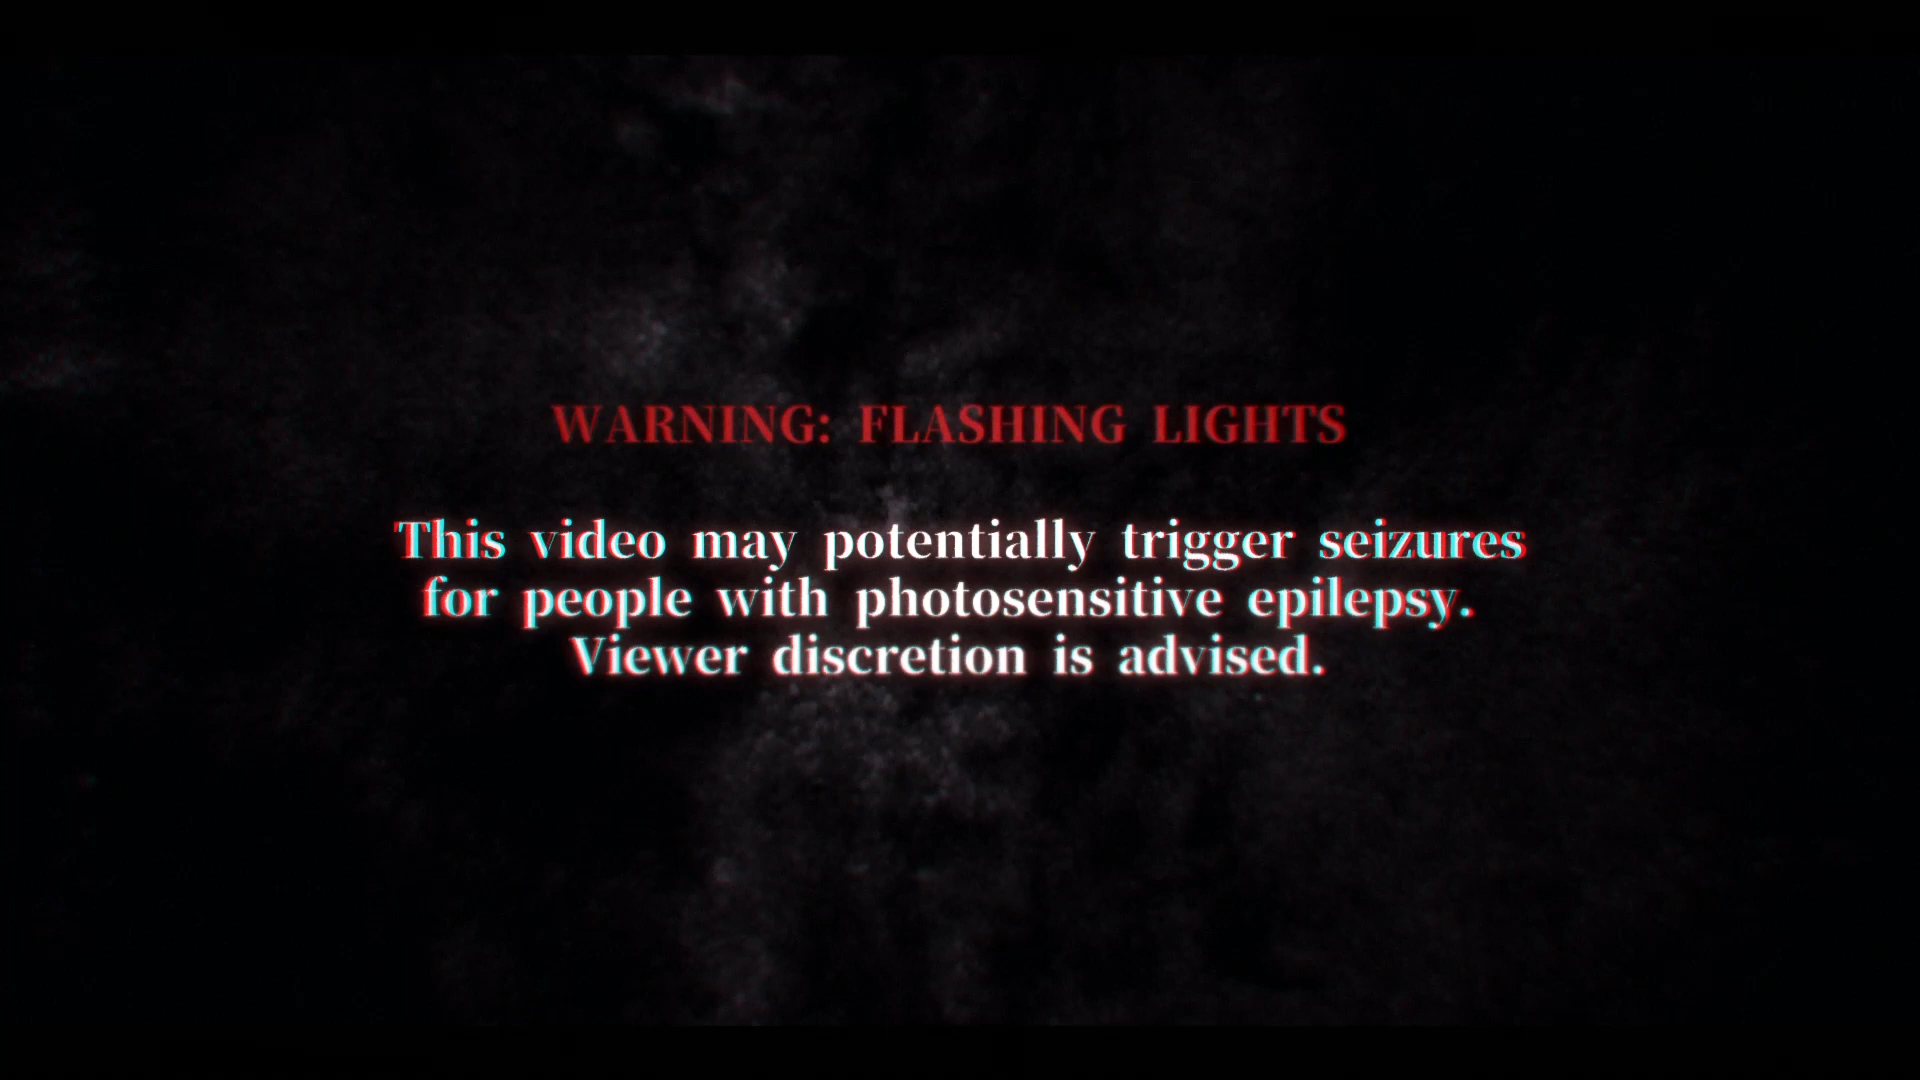 WARNING: FLASHING LIGHTS
This video may potentially trigger seizures
for people with photosensitive epilepsy.
Viewer discretion is advised.